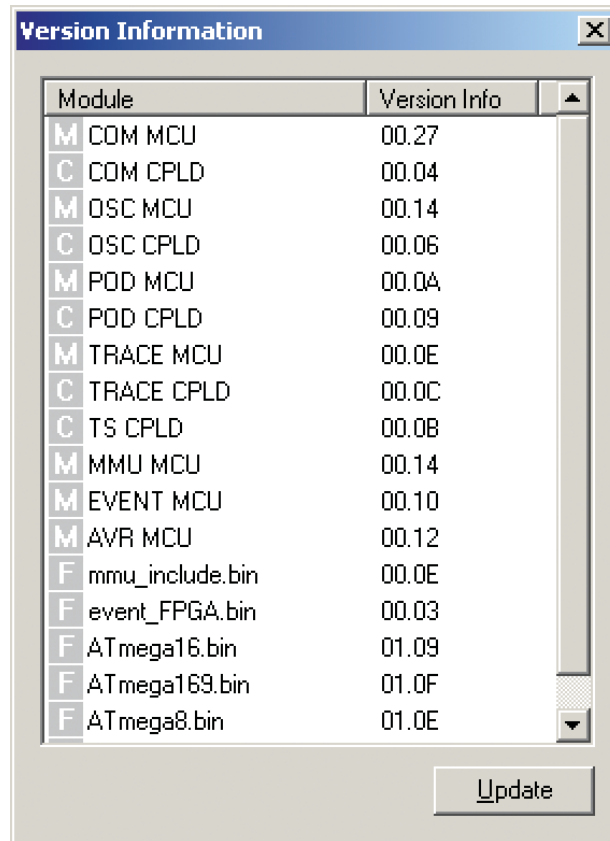 Version Information
Module Version Info
M COM MCU 00.27
C COM CPLD 00.04
M OSC MCU 00.14
C OSC CPLD 00.06
M POD MCU 00.0A
C POD CPLD 00.09
M TRACE MCU 00.0E
C TRACE CPLD 00.0C
C TS CPLD 00.0B
M MMU MCU 00.14
M EVENT MCU 00.10
M AVR MCU 00.12
F mmu_include.bin 00.0E
F event_FPGA.bin 00.03
F ATmega16.bin 01.09
F ATmega169.bin 01.0F
F ATmega8.bin 01.0E
Update